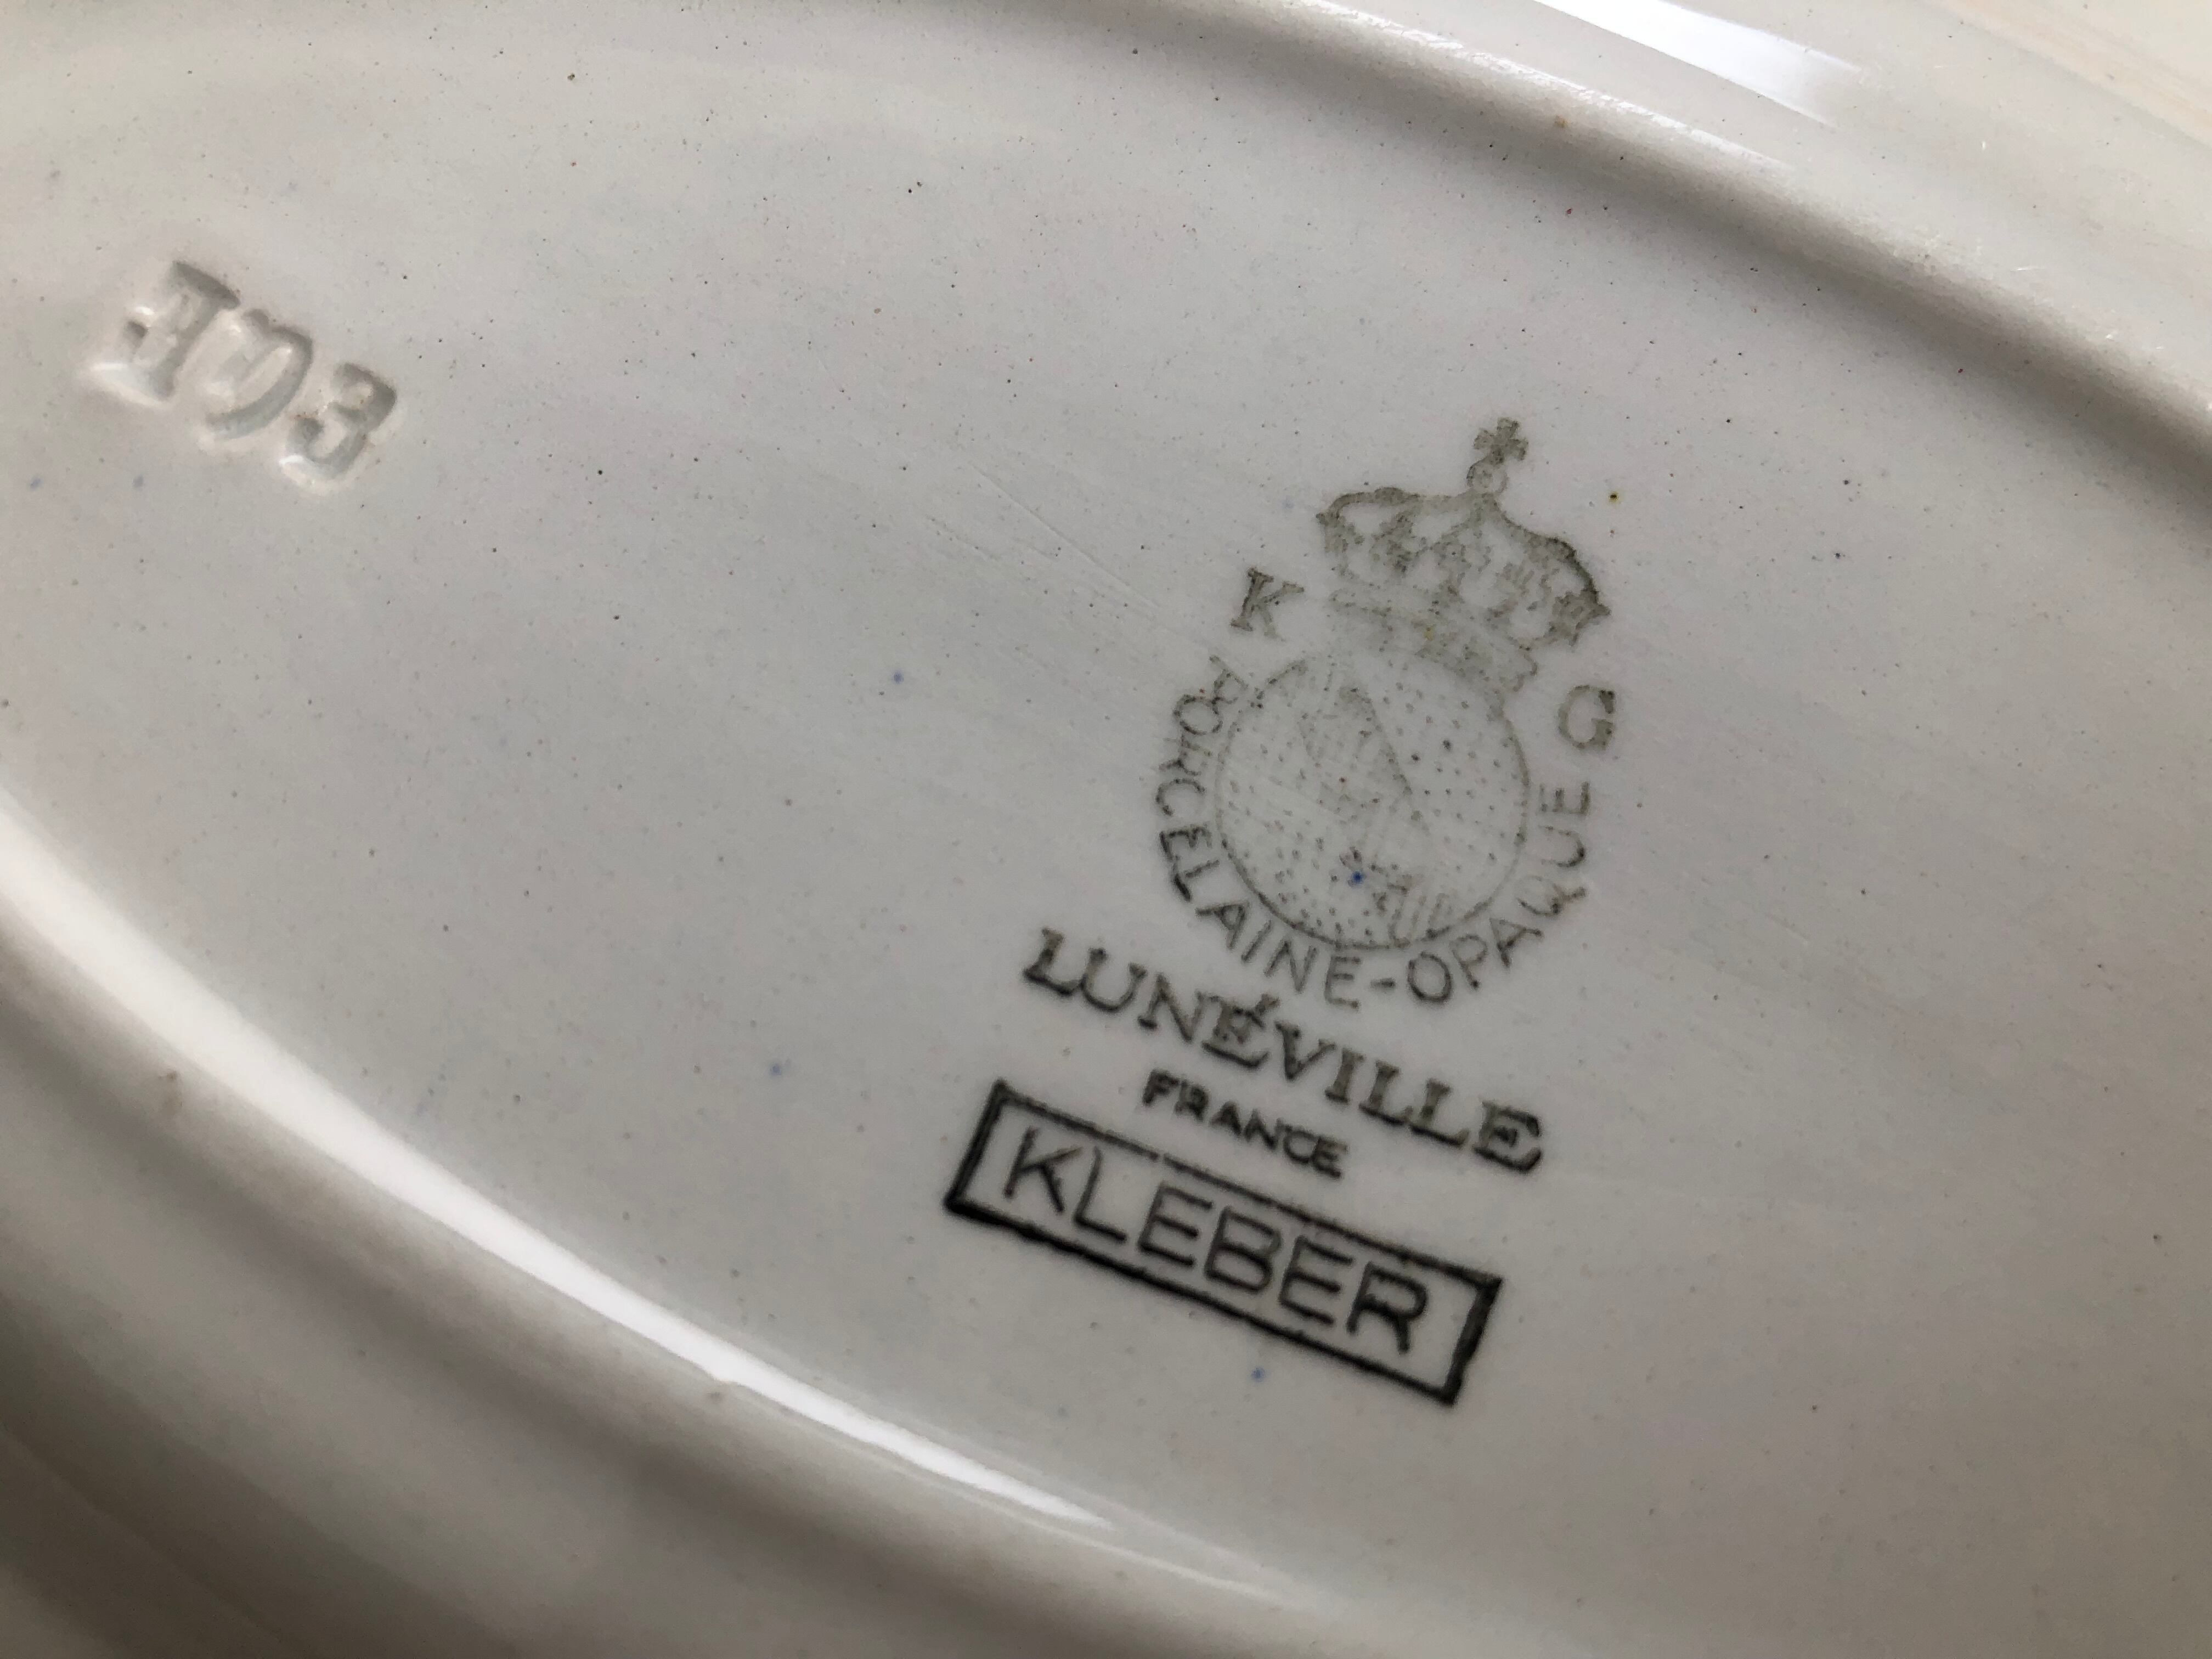 K G
PORCELAINE-OPAQUE
LUNÉVILLE
FRANCE
KLEBER